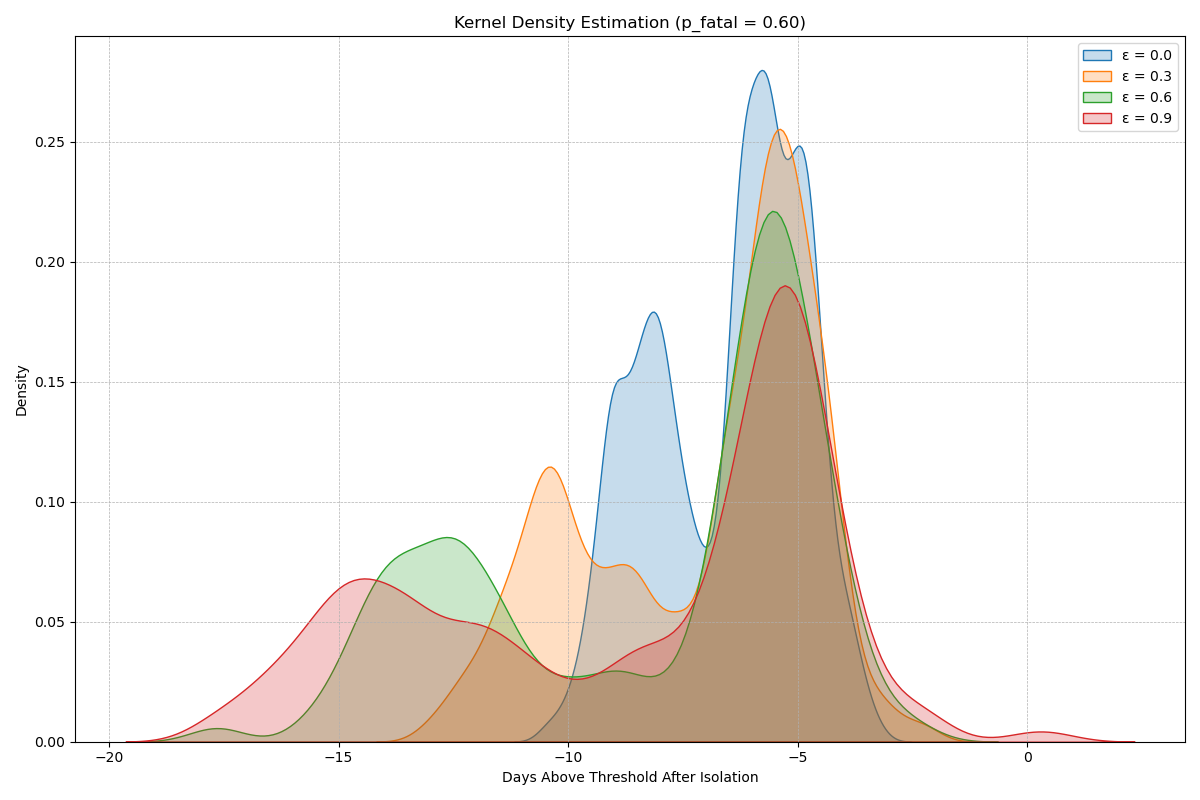 Kernel Density Estimation (p_fatal = 0.60)
ε = 0.0
ε = 0.3
ε = 0.6
ε = 0.9
Density
0.25
0.20
0.15
0.10
0.05
0.00
−20
−15
−10
−5
0
Days Above Threshold After Isolation